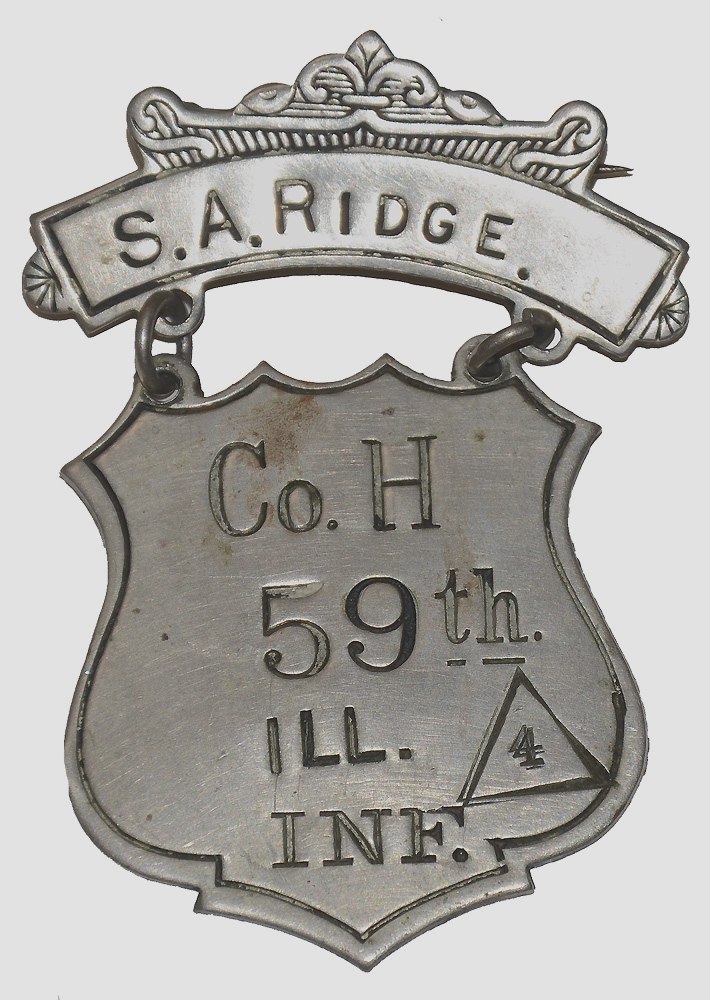 S.A.RIDGE.
Co. H
59th.
ILL.
4
INF.